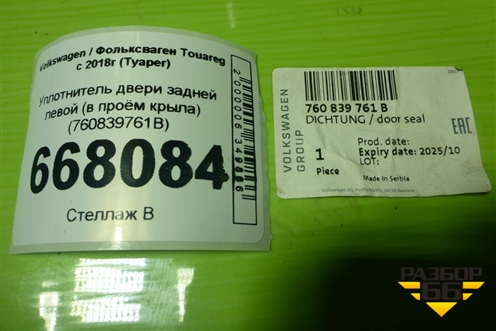 Volkswagen / Фольксваген Touareg
с 2018г (Туарег)
Уплотнитель двери задней
левой (в проём крыла)
(760839761B)
668084
Стеллаж В
VOLKSWAGEN
GROUP
760 839 761 B
DICHTUNG / door seal
1
Piece
Prod. date:
Expiry date: 2025/10
LOT:
Made in Serbia
EAC
РАЗБОР
66